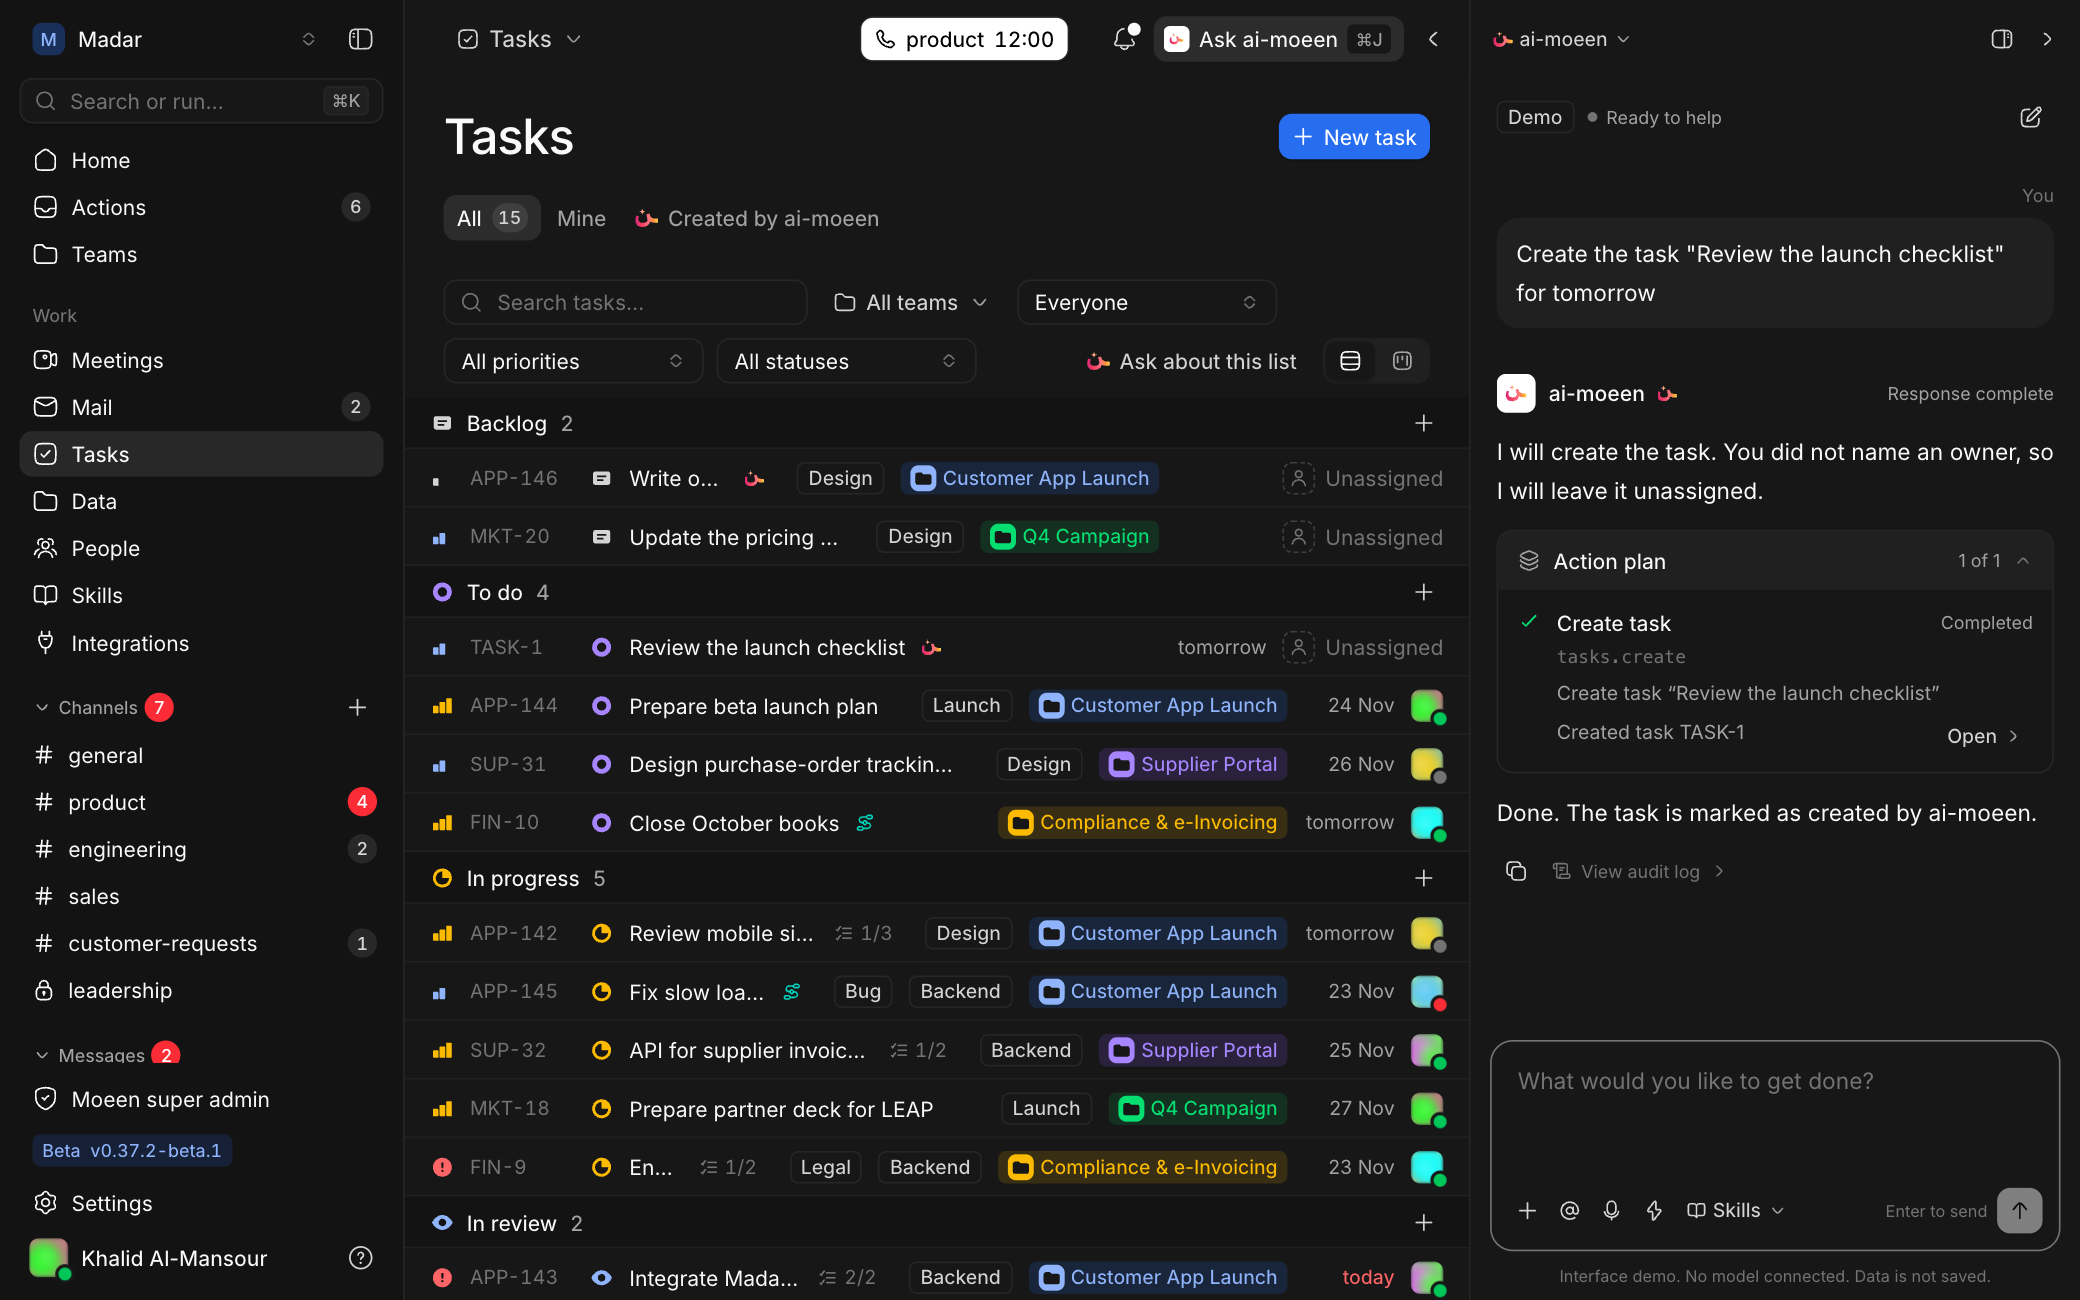 M Madar
Search or run... ⌘K
Home
Actions 6
Teams
Work
Meetings
Mail 2
Tasks
Data
People
Skills
Integrations
Channels 7
# general
# product 4
# engineering 2
# sales
# customer-requests 1
leadership
Messages 2
Moeen super admin
Beta v0.37.2-beta.1
Settings
Khalid Al-Mansour
Tasks
product 12:00
Ask ai-moeen ⌘J
Tasks
New task
All 15 Mine Created by ai-moeen
Search tasks... All teams Everyone
All priorities All statuses Ask about this list
Backlog 2
APP-146 Write o... Design Customer App Launch Unassigned
MKT-20 Update the pricing ... Design Q4 Campaign Unassigned
To do 4
TASK-1 Review the launch checklist tomorrow Unassigned
APP-144 Prepare beta launch plan Launch Customer App Launch 24 Nov
SUP-31 Design purchase-order trackin... Design Supplier Portal 26 Nov
FIN-10 Close October books Compliance & e-Invoicing tomorrow
In progress 5
APP-142 Review mobile si... 1/3 Design Customer App Launch tomorrow
APP-145 Fix slow loa... Bug Backend Customer App Launch 23 Nov
SUP-32 API for supplier invoic... 1/2 Backend Supplier Portal 25 Nov
MKT-18 Prepare partner deck for LEAP Launch Q4 Campaign 27 Nov
FIN-9 En... 1/2 Legal Backend Compliance & e-Invoicing 23 Nov
In review 2
APP-143 Integrate Mada... 2/2 Backend Customer App Launch today
ai-moeen
Demo Ready to help
You
Create the task "Review the launch checklist"
for tomorrow
ai-moeen Response complete
I will create the task. You did not name an owner, so
I will leave it unassigned.
Action plan 1 of 1
Create task Completed
tasks.create
Create task “Review the launch checklist”
Created task TASK-1
Open
Done. The task is marked as created by ai-moeen.
View audit log
What would you like to get done?
Skills Enter to send
Interface demo. No model connected. Data is not saved.